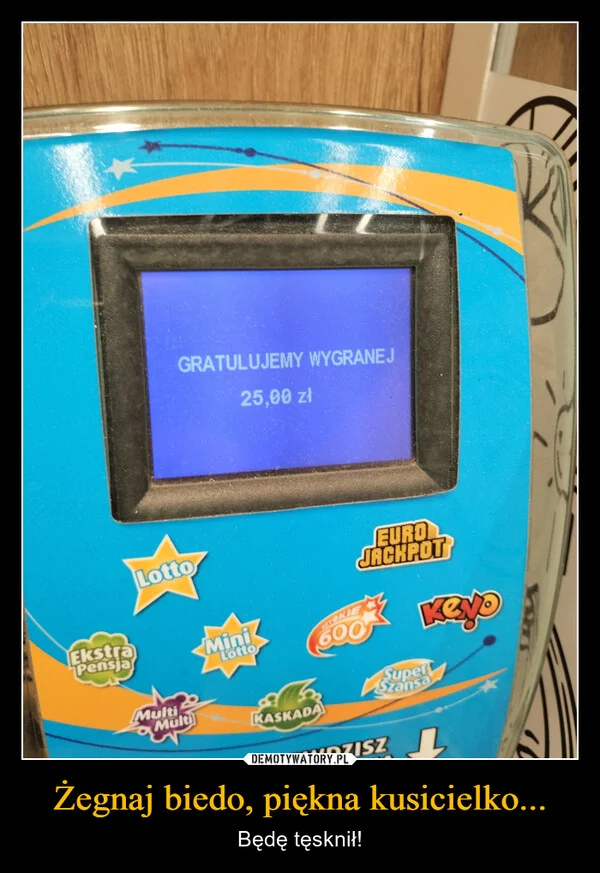 GRATULUJEMY WYGRANEJ
25,00 zł
EURO
JACKPOT
Lotto
KENO
600
Mini
Lotto
Ekstra
Pensja
Super
Szansa
Multi
Multi
KASKADA
DEMOTYWATORY.PL
Żegnaj biedo, piękna kusicielko...
Będę tęsknił!